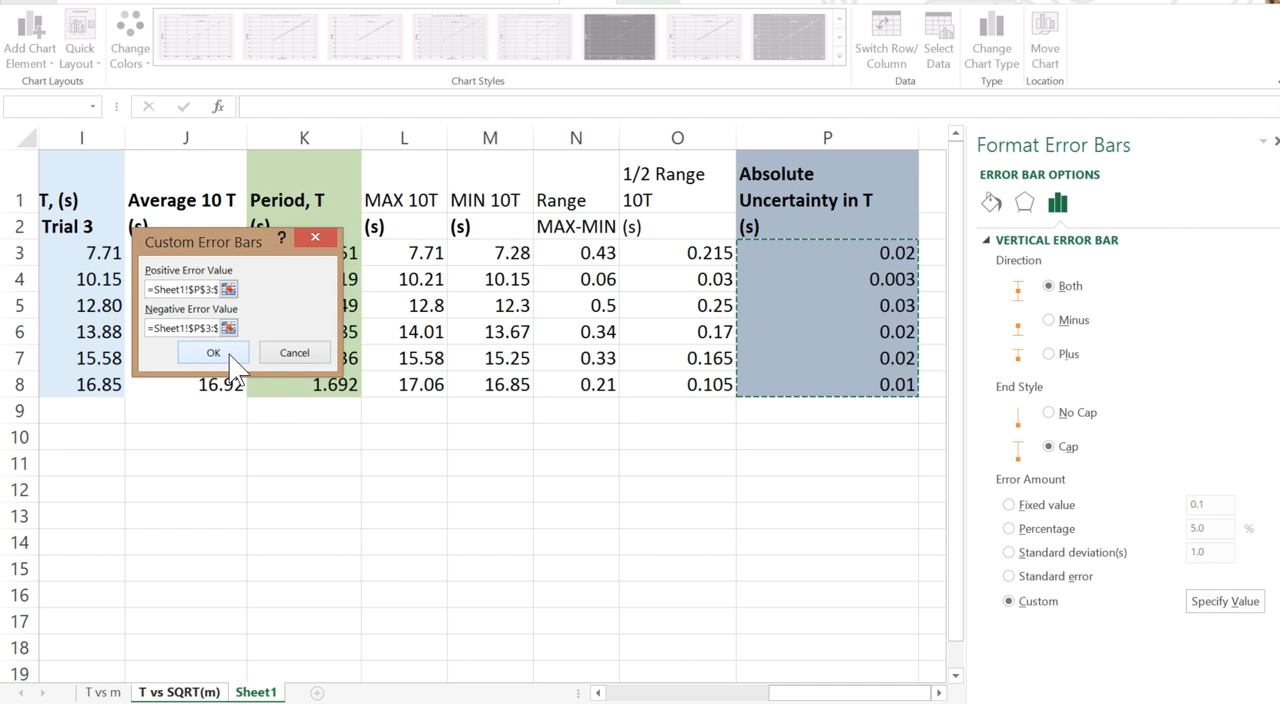 Add Chart Element
Quick Layout
Change Colors
Switch Row/ Column
Select Data
Change Chart Type
Move Chart
Chart Layouts
Chart Styles
Data
Type
Location
fx
I J K L M N O P
1 T, (s) Average 10 T Period, T MAX 10T MIN 10T Range 1/2 Range 10T Absolute Uncertainty in T
2 Trial 3 (s) (s) (s) (s) MAX-MIN (s) (s)
3 7.71 51 7.71 7.28 0.43 0.215 0.02
4 10.15 19 10.21 10.15 0.06 0.03 0.003
5 12.80 49 12.8 12.3 0.5 0.25 0.03
6 13.88 35 14.01 13.67 0.34 0.17 0.02
7 15.58 36 15.58 15.25 0.33 0.165 0.02
8 16.85 16.92 1.692 17.06 16.85 0.21 0.105 0.01
9
10
11
12
13
14
15
16
17
18
19
Custom Error Bars ?
Positive Error Value
=Sheet1!$P$3:$
Negative Error Value
=Sheet1!$P$3:$
OK Cancel
T vs m T vs SQRT(m) Sheet1
Format Error Bars
ERROR BAR OPTIONS
VERTICAL ERROR BAR
Direction
Both
Minus
Plus
End Style
No Cap
Cap
Error Amount
Fixed value 0.1
Percentage 5.0 %
Standard deviation(s) 1.0
Standard error
Custom Specify Value